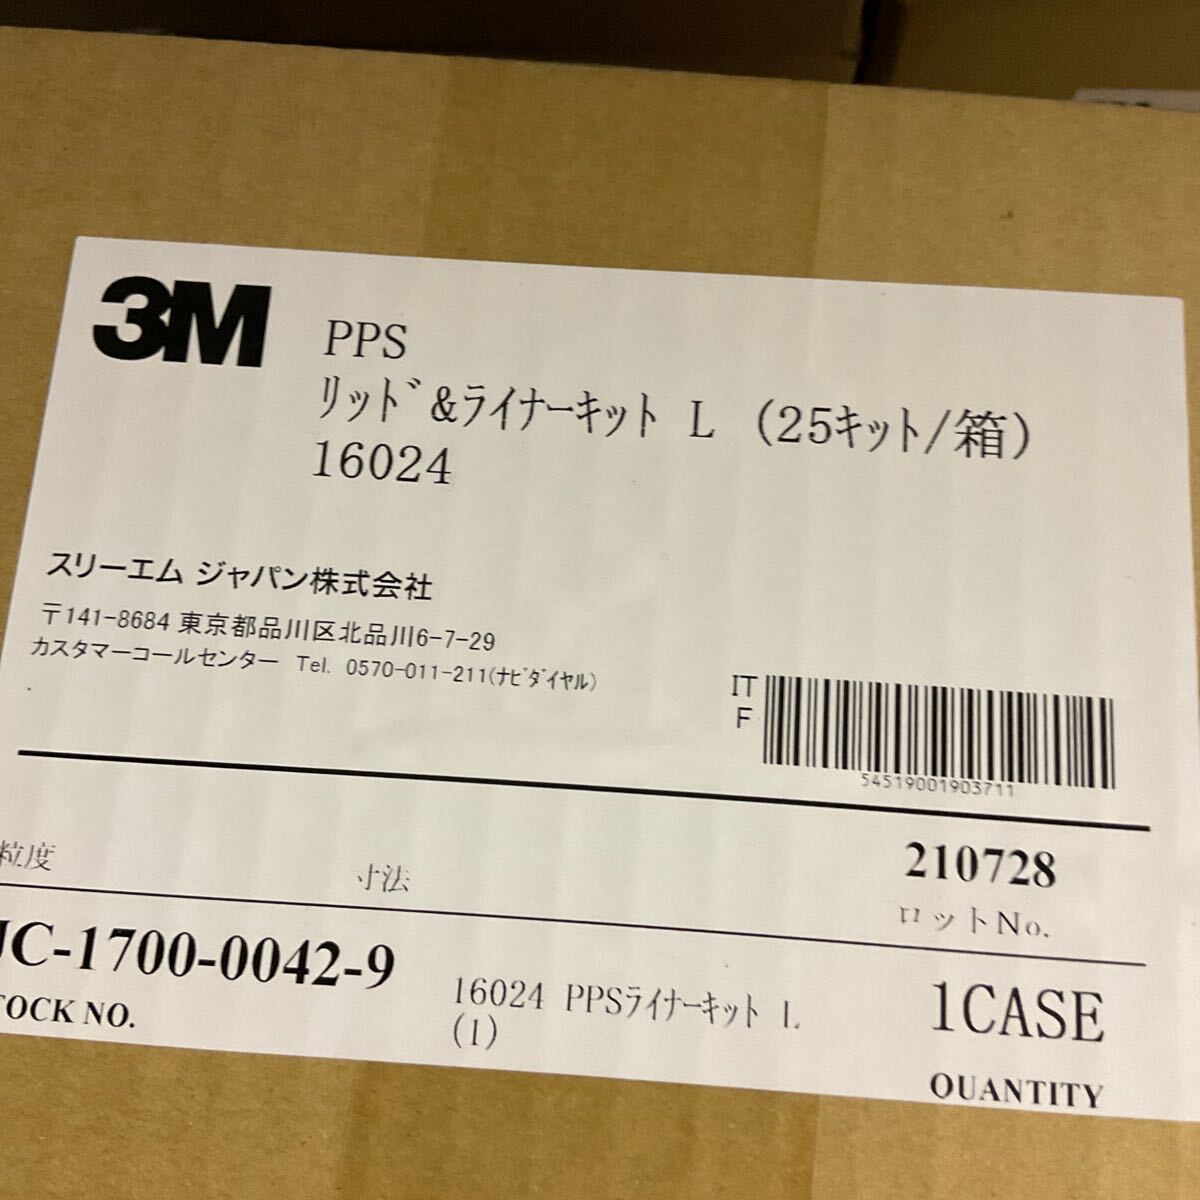 3M
PPS
リッド&ライナーキット L (25キット/箱)
16024
スリーエム ジャパン株式会社
〒141-8684 東京都品川区北品川6-7-29
カスタマーコールセンター Tel. 0570-011-211(ナビダイヤル)
IT
F
54519001903711
粒度
寸法
210728
ロットNo.
JC-1700-0042-9
TOCK NO.
16024 PPSライナーキット L
(1)
1CASE
QUANTITY